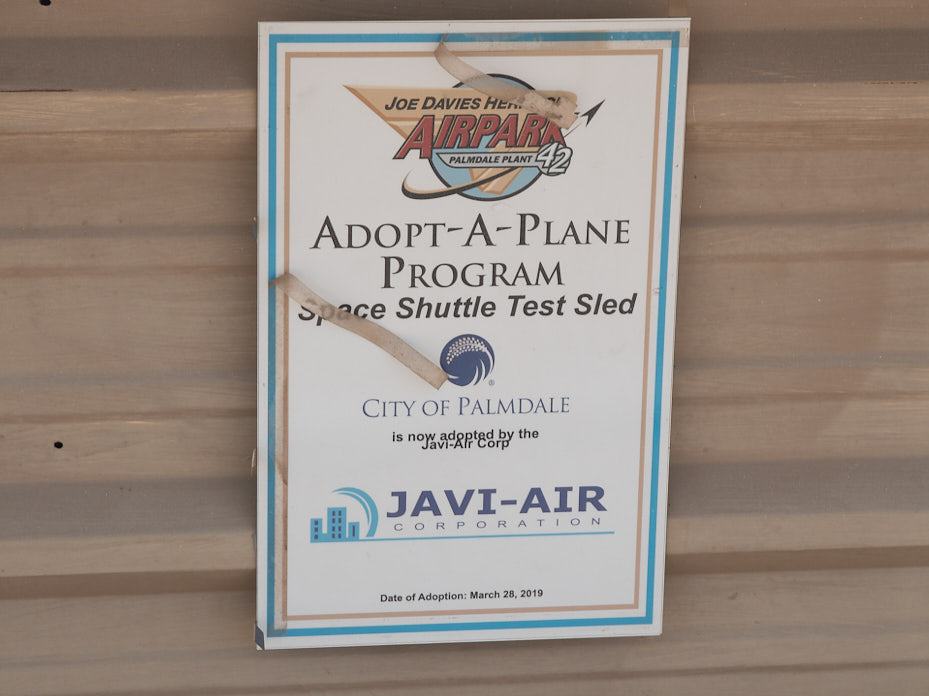 JOE DAVIES
AIRPARK
PALMDALE PLANT 42
ADOPT-A-PLANE
PROGRAM
Space Shuttle Test Sled
®
CITY OF PALMDALE
is now adopted by the
Javi-Air Corp
JAVI-AIR
CORPORATION
Date of Adoption: March 28, 2019